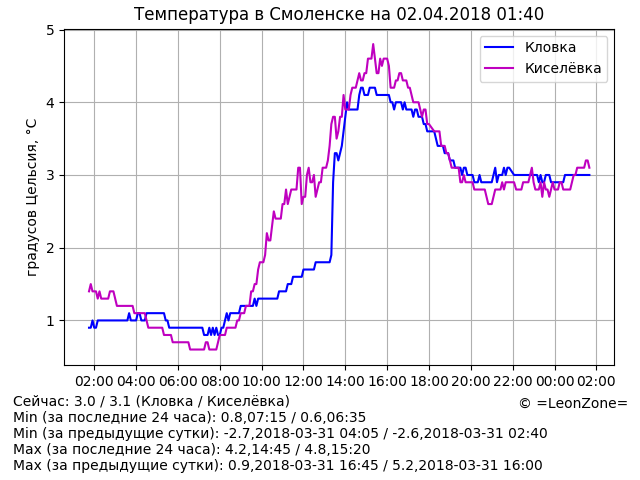 Температура в Смоленске на 02.04.2018 01:40
градусов Цельсия, °C
5
4
3
2
1
Кловка
Киселёвка
02:00 04:00 06:00 08:00 10:00 12:00 14:00 16:00 18:00 20:00 22:00 00:00 02:00
Сейчас: 3.0 / 3.1 (Кловка / Киселёвка)
© =LeonZone=
Min (за последние 24 часа): 0.8,07:15 / 0.6,06:35
Min (за предыдущие сутки): -2.7,2018-03-31 04:05 / -2.6,2018-03-31 02:40
Max (за последние 24 часа): 4.2,14:45 / 4.8,15:20
Max (за предыдущие сутки): 0.9,2018-03-31 16:45 / 5.2,2018-03-31 16:00